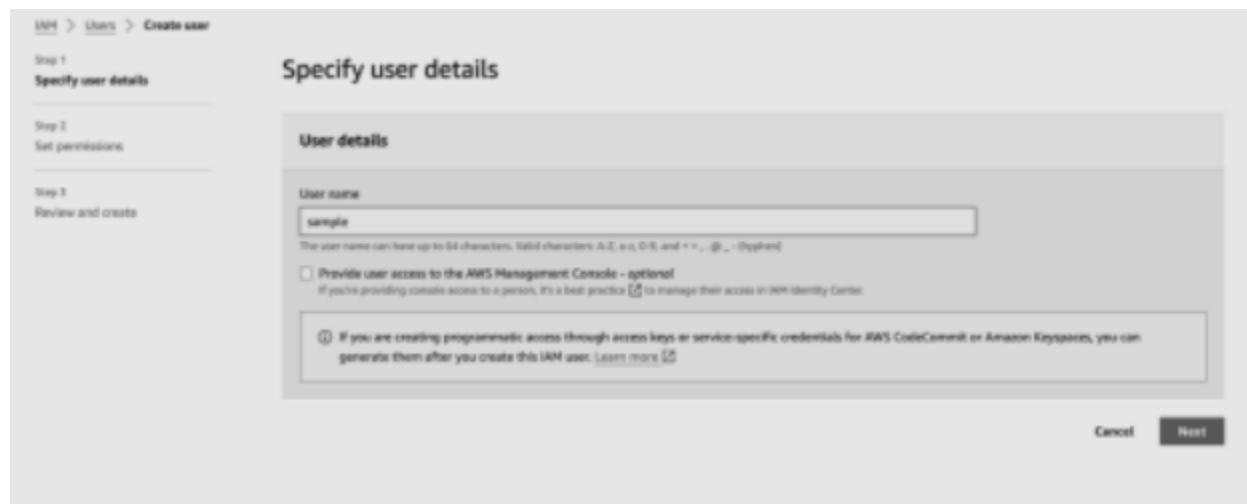 IAM > Users > Create user
Step 1
Specify user details
Step 2
Set permissions
Step 3
Review and create
Specify user details
User details
User name
sample
The user name can have up to 64 characters. Valid characters: A-Z, a-z, 0-9, and + = , . @ _ - (hyphen)
Provide user access to the AWS Management Console - optional
If you're providing console access to a person, it's a best practice to manage their access in IAM Identity Center.
If you are creating programmatic access through access keys or service-specific credentials for AWS CodeCommit or Amazon Keyspaces, you can
generate them after you create this IAM user. Learn more
Cancel
Next